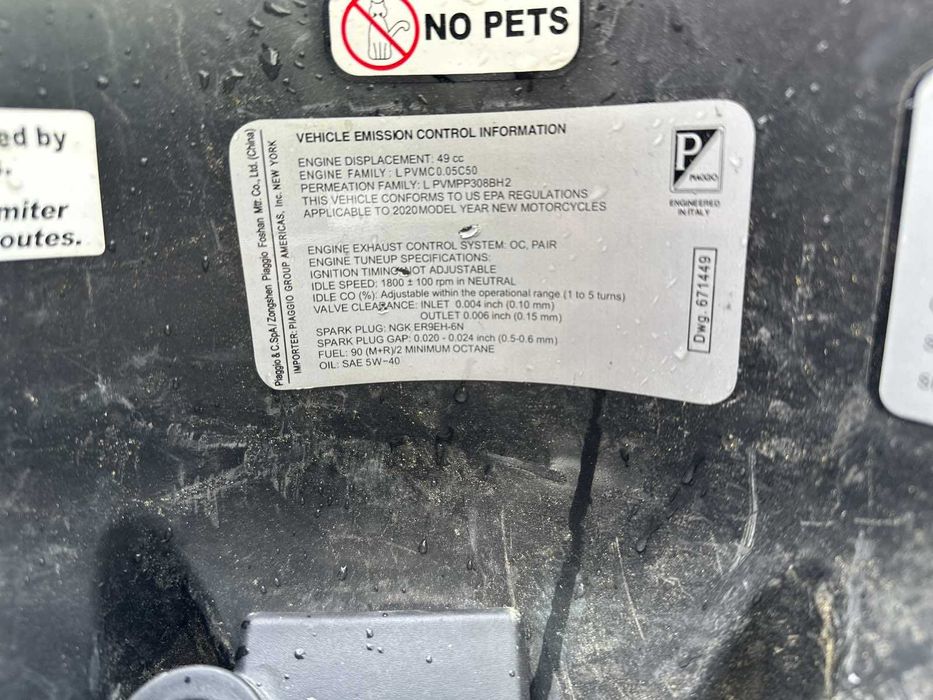 NO PETS
ed by
s.
miter
outes.
VEHICLE EMISSION CONTROL INFORMATION
ENGINE DISPLACEMENT: 49 cc
ENGINE FAMILY: LPVMC0.05C50
PERMEATION FAMILY: L PVMPP308BH2
THIS VEHICLE CONFORMS TO US EPA REGULATIONS
APPLICABLE TO 2020MODEL YEAR NEW MOTORCYCLES
ENGINE EXHAUST CONTROL SYSTEM: OC, PAIR
ENGINE TUNEUP SPECIFICATIONS:
IGNITION TIMING NOT ADJUSTABLE
IDLE SPEED: 1800 ± 100 rpm in NEUTRAL
IDLE CO (%): Adjustable within the operational range (1 to 5 turns)
VALVE CLEARANCE: INLET 0.004 inch (0.10 mm)
OUTLET 0.006 inch (0.15 mm)
SPARK PLUG: NGK ER9EH-6N
SPARK PLUG GAP: 0.020 - 0.024 inch (0.5-0.6 mm)
FUEL: 90 (M+R)/2 MINIMUM OCTANE
OIL: SAE 5W-40
Piaggio & C.SpA / Zongshen Piaggio Foshan Mtr. Co., Ltd. (China)
IMPORTER: PIAGGIO GROUP AMERICAS, Inc. NEW YORK
P
PIAGGIO
ENGINEERED
IN ITALY
Dwg. 671449